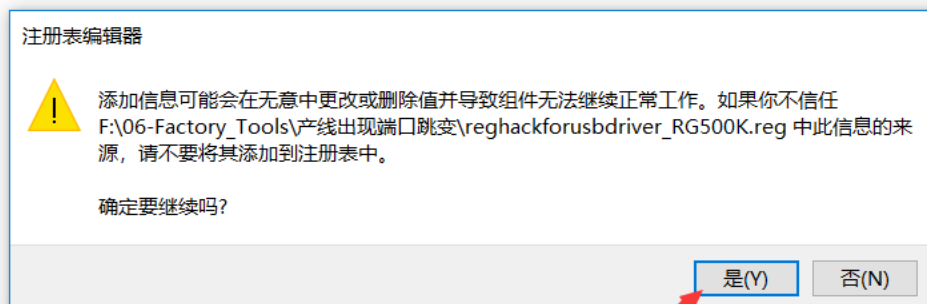 注册表编辑器
添加信息可能会在无意中更改或删除值并导致组件无法继续正常工作。如果你不信任
F:\06-Factory_Tools\产线出现端口跳变\reghackforusbdriver_RG500K.reg 中此信息的来
源，请不要将其添加到注册表中。
确定要继续吗?
是(Y) 否(N)